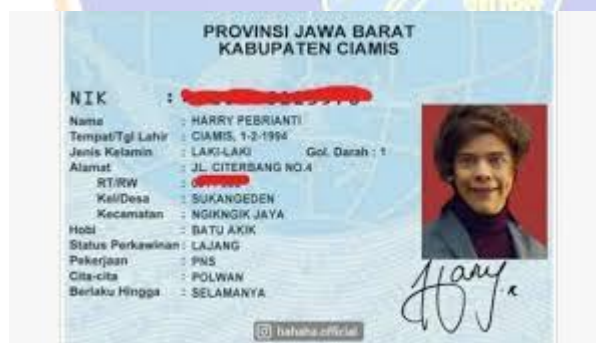 PROVINSI JAWA BARAT
KABUPATEN CIAMIS
NIK :
Nama : HARRY PEBRIANTI
Tempat/Tgl Lahir : CIAMIS, 1-2-1994
Jenis Kelamin : LAKI-LAKI Gol. Darah : 1
Alamat : JL. CITERBANG NO.4
RT/RW :
Kel/Desa : SUKANGEDEN
Kecamatan : NGIKNGIK JAYA
Hobi : BATU AKIK
Status Perkawinan : LAJANG
Pekerjaan : PNS
Cita-cita : POLWAN
Berlaku Hingga : SELAMANYA
Harry
hahaha.official